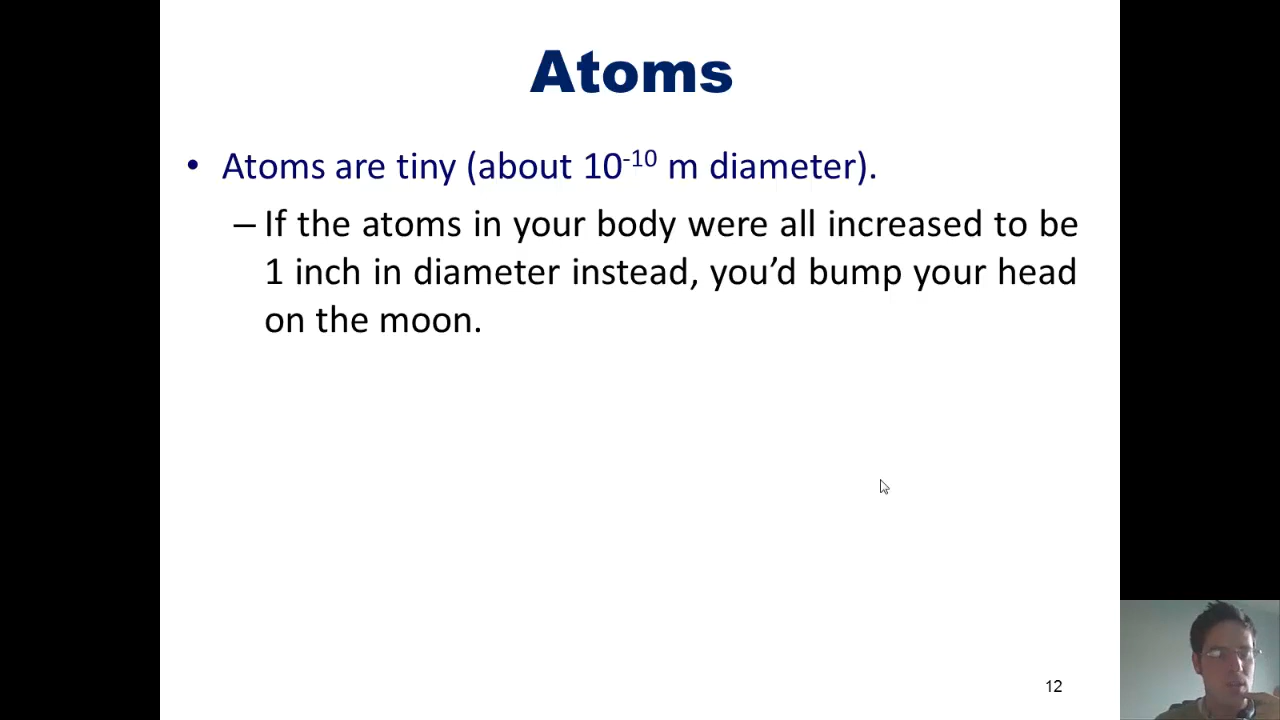 Atoms
• Atoms are tiny (about 10⁻¹⁰ m diameter).
– If the atoms in your body were all increased to be
1 inch in diameter instead, you’d bump your head
on the moon.
12